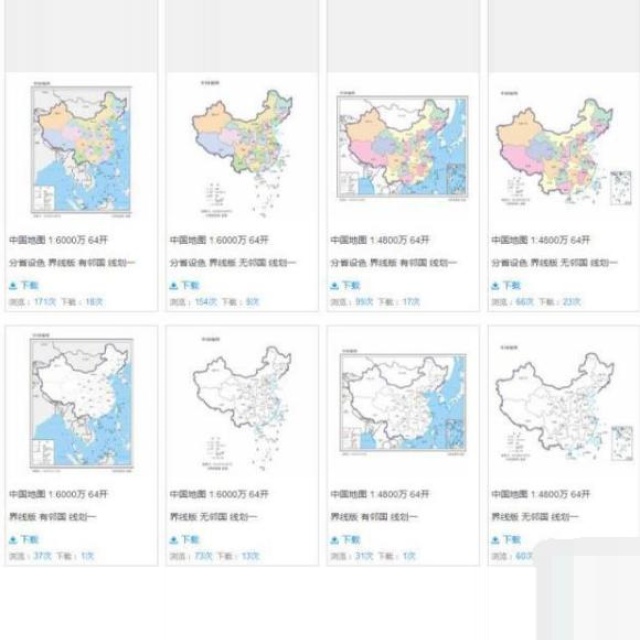 中国地图 1:6000万 64开
分省设色 界线版 有邻国 线划一
下载
浏览：171次 下载：18次
中国地图 1:6000万 64开
分省设色 界线版 无邻国 线划一
下载
浏览：154次 下载：9次
中国地图 1:4800万 64开
分省设色 界线版 有邻国 线划一
下载
浏览：99次 下载：17次
中国地图 1:4800万 64开
分省设色 界线版 无邻国 线划一
下载
浏览：66次 下载：23次
中国地图 1:6000万 64开
界线版 有邻国 线划一
下载
浏览：37次 下载：1次
中国地图 1:6000万 64开
界线版 无邻国 线划一
下载
浏览：73次 下载：13次
中国地图 1:4800万 64开
界线版 有邻国 线划一
下载
浏览：31次 下载：1次
中国地图 1:4800万 64开
界线版 无邻国 线划一
下载
浏览：60次